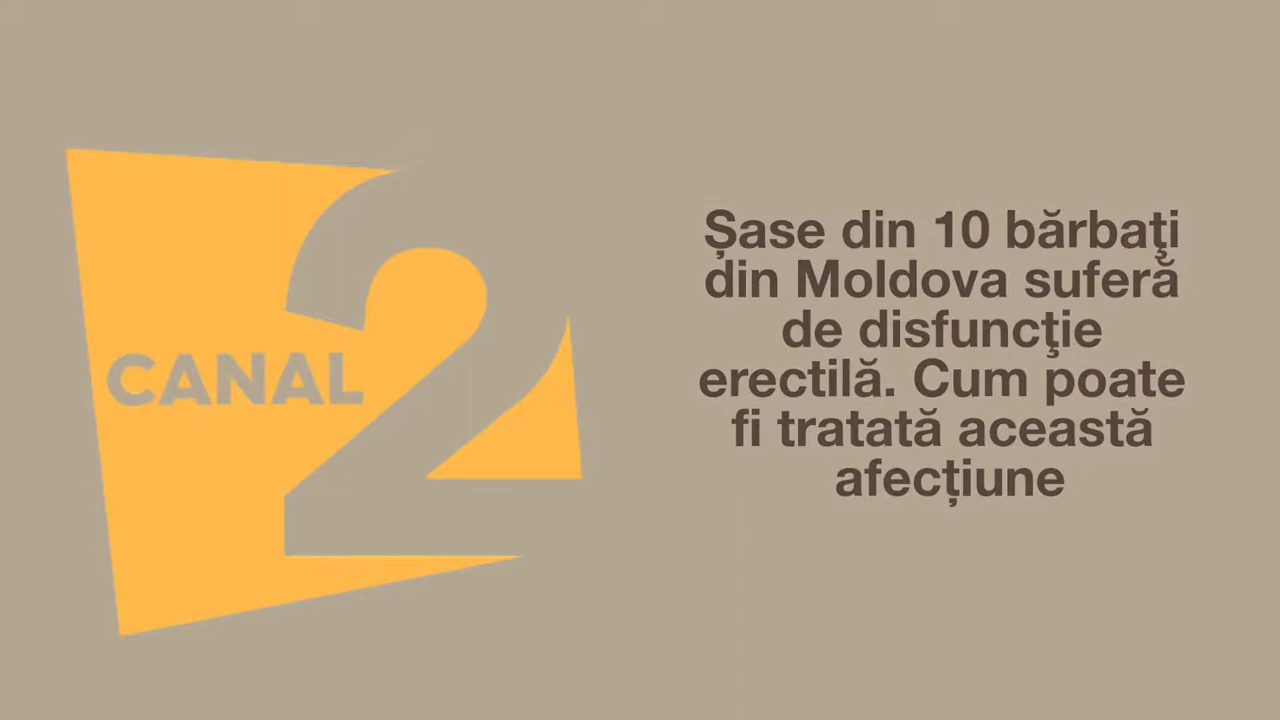 CANAL
2
Șase din 10 bărbaţi
din Moldova suferă
de disfuncţie
erectilă. Cum poate
fi tratată această
afecțiune